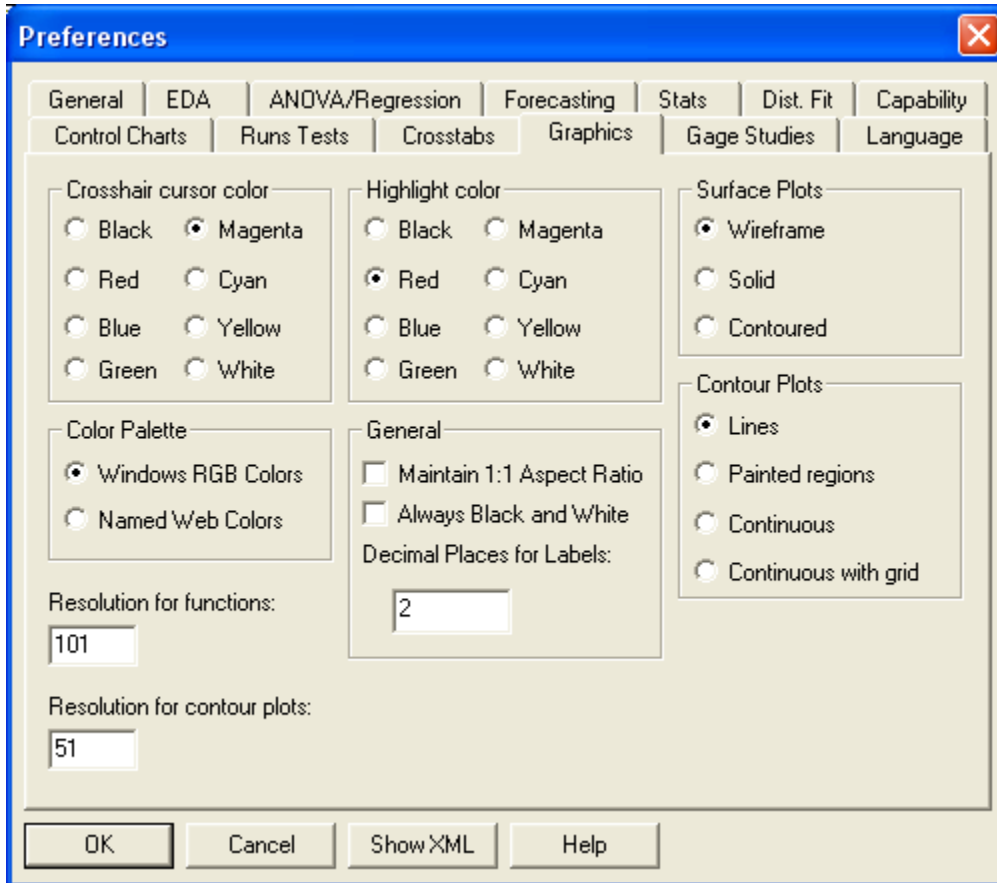 Preferences
General EDA ANOVA/Regression Forecasting Stats Dist. Fit Capability
Control Charts Runs Tests Crosstabs Graphics Gage Studies Language
Crosshair cursor color
Black Magenta
Red Cyan
Blue Yellow
Green White
Highlight color
Black Magenta
Red Cyan
Blue Yellow
Green White
Surface Plots
Wireframe
Solid
Contoured
Color Palette
Windows RGB Colors
Named Web Colors
General
Maintain 1:1 Aspect Ratio
Always Black and White
Decimal Places for Labels:
2
Contour Plots
Lines
Painted regions
Continuous
Continuous with grid
Resolution for functions:
101
Resolution for contour plots:
51
OK Cancel Show XML Help